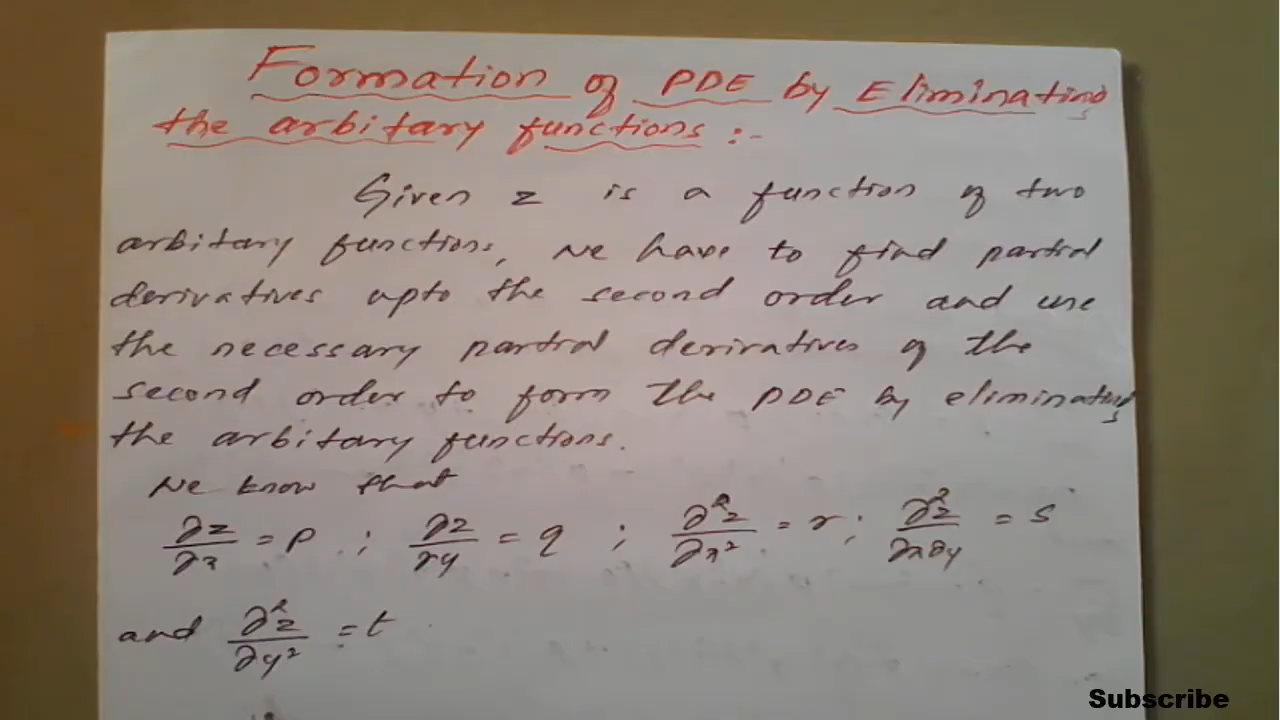 Formation of PDE by Eliminating
the arbitary functions :-
Given z is a function of two
arbitary functions, we have to find partial
derivatives upto the second order and use
the necessary partial derivatives of the
second order to form the PDE by eliminating
the arbitary functions.
We know that
∂z/∂x = p ; ∂z/∂y = q ; ∂²z/∂x² = r ; ∂²z/∂x∂y = s
and ∂²z/∂y² = t
Subscribe